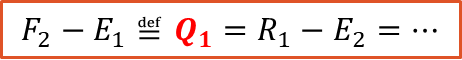 F₂ − E₁ ≝ Q₁ = R₁ − E₂ = ⋯